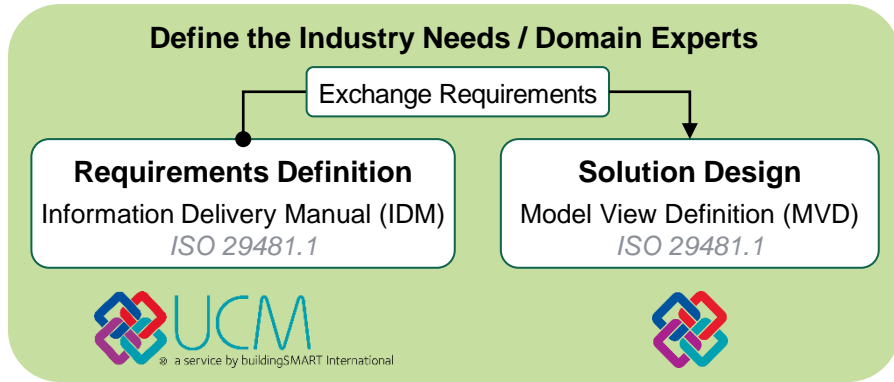 Define the Industry Needs / Domain Experts
Exchange Requirements
Requirements Definition
Information Delivery Manual (IDM)
ISO 29481.1
Solution Design
Model View Definition (MVD)
ISO 29481.1
UCM
® a service by buildingSMART International